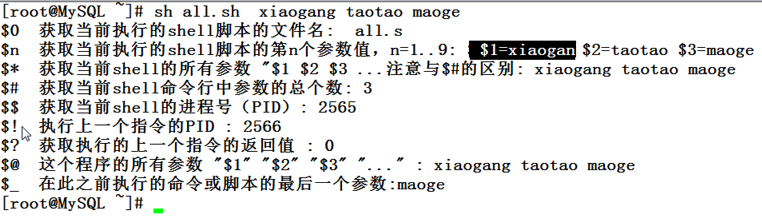 [root@MySQL ~]# sh all.sh  xiaogang taotao maoge
$0  获取当前执行的shell脚本的文件名:  all.s
$n  获取当前执行的shell脚本的第n个参数值，n=1..9: $1=xiaogan $2=taotao $3=maoge
$*  获取当前shell的所有参数 "$1 $2 $3 ...注意与$#的区别: xiaogang taotao maoge
$#  获取当前shell命令行中参数的总个数: 3
$$  获取当前shell的进程号（PID）: 2565
$!  执行上一个指令的PID : 2566
$?  获取执行的上一个指令的返回值 : 0
$@  这个程序的所有参数 "$1" "$2" "$3" "..." : xiaogang taotao maoge
$_  在此之前执行的命令或脚本的最后一个参数:maoge
[root@MySQL ~]#